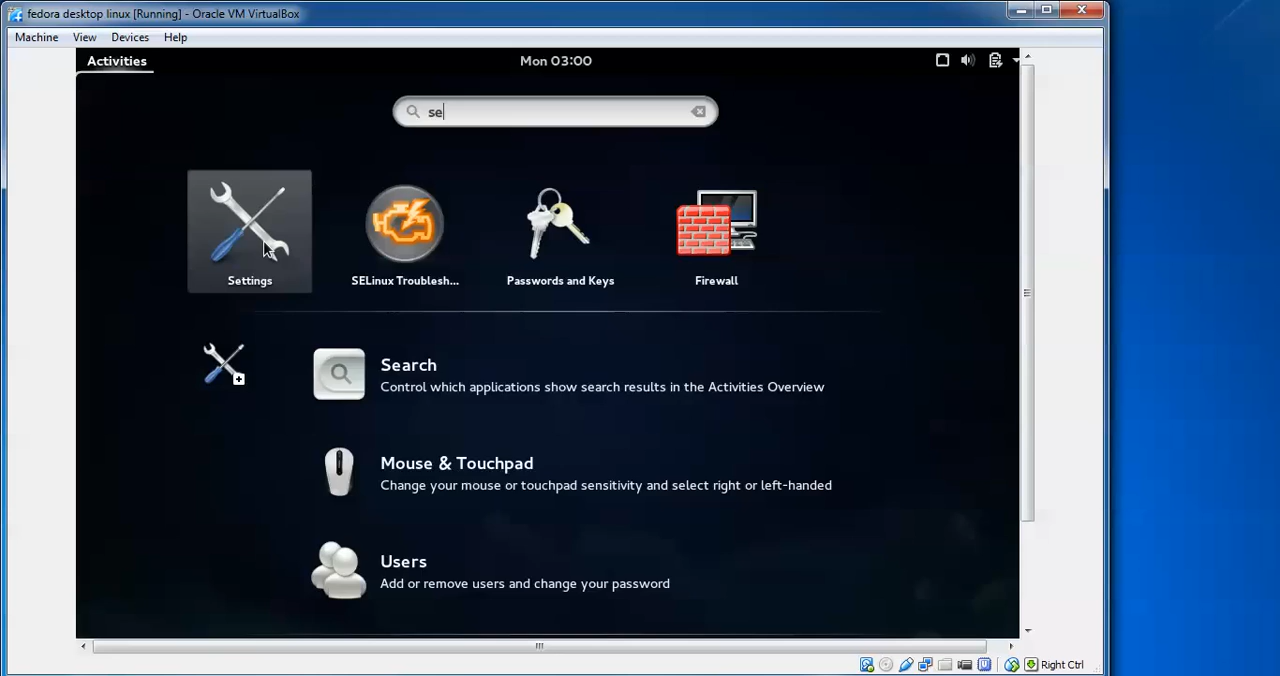 fedora desktop linux [Running] - Oracle VM VirtualBox
Machine View Devices Help
Activities
Mon 03:00
se
Settings
SELinux Troublesh...
Passwords and Keys
Firewall
Search
Control which applications show search results in the Activities Overview
Mouse & Touchpad
Change your mouse or touchpad sensitivity and select right or left-handed
Users
Add or remove users and change your password
Right Ctrl